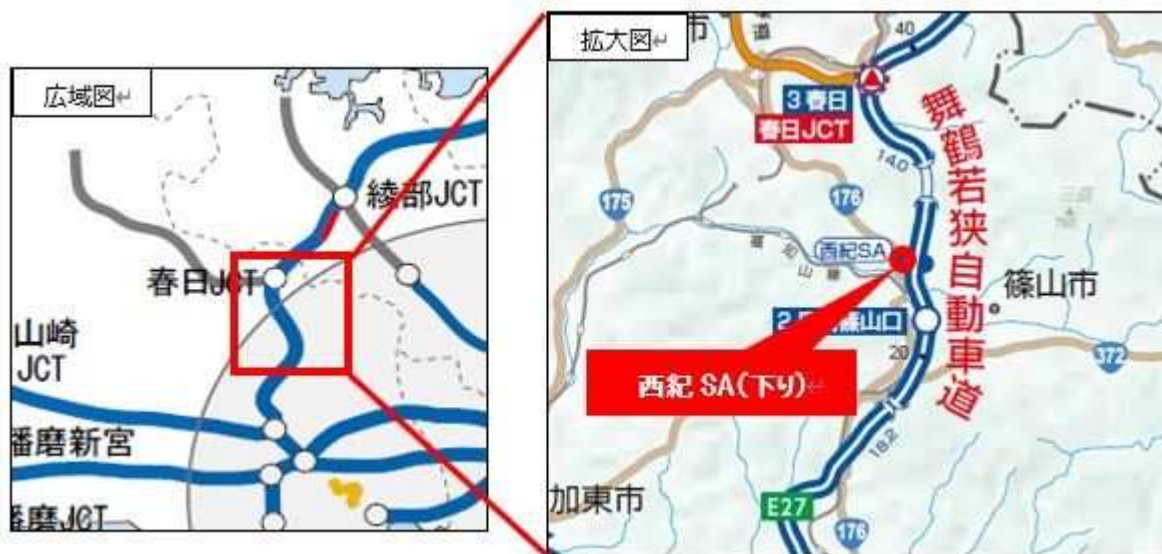 広域図
綾部JCT
春日JCT
山崎
JCT
播磨新宮
播磨JCT
拡大図
市
40
3 春日
春日JCT
14.0
舞鶴若狭自動車道
175
176
西紀SA
篠山市
篠山口
20
372
西紀 SA(下り)
18.2
加東市
E27
176